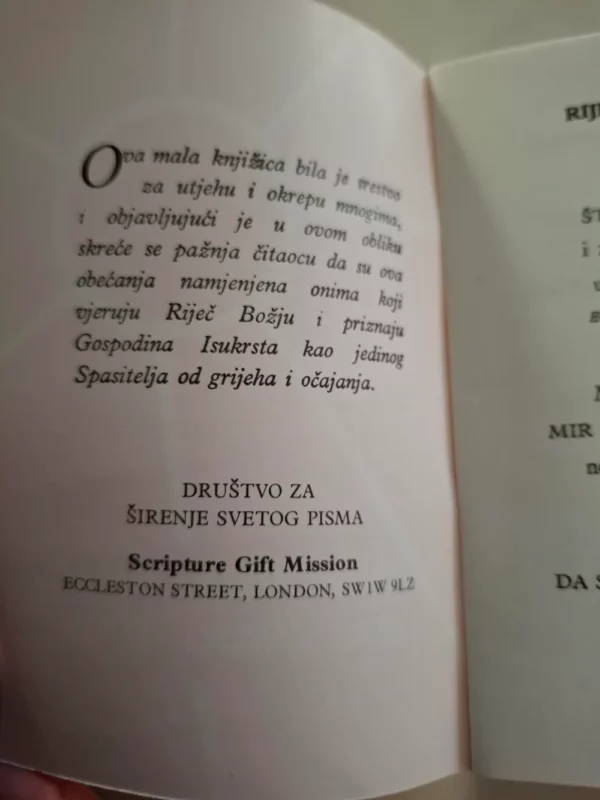 Ova mala knjižica bila je
za utjehu i okrepu mnogima,
i objavljujući je u ovom obliku
skreće se pažnja čitaocu da su ova
obećanja namjenjena onima koji
vjeruju Riječ Božju i priznaju
Gospodina Isukrsta kao jedinog
Spasitelja od grijeha i očajanja.
DRUŠTVO ZA
ŠIRENJE SVETOG PISMA
Scripture Gift Mission
ECCLESTON STREET, LONDON, SW1W 9LZ
i
MIR
DA